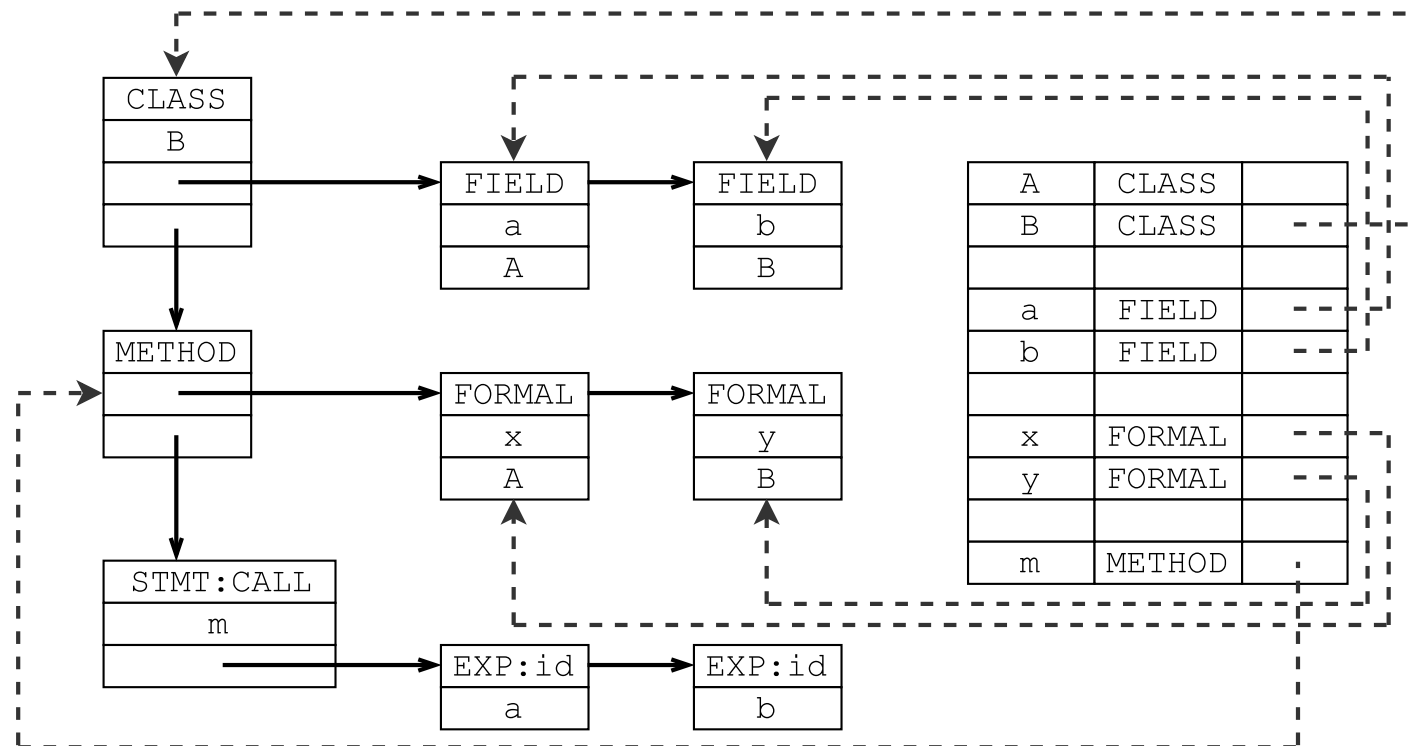 CLASS
B
FIELD
a
A
FIELD
b
B
METHOD
FORMAL
x
A
FORMAL
y
B
STMT:CALL
m
EXP:id
a
EXP:id
b
A CLASS
B CLASS
a FIELD
b FIELD
x FORMAL
y FORMAL
m METHOD